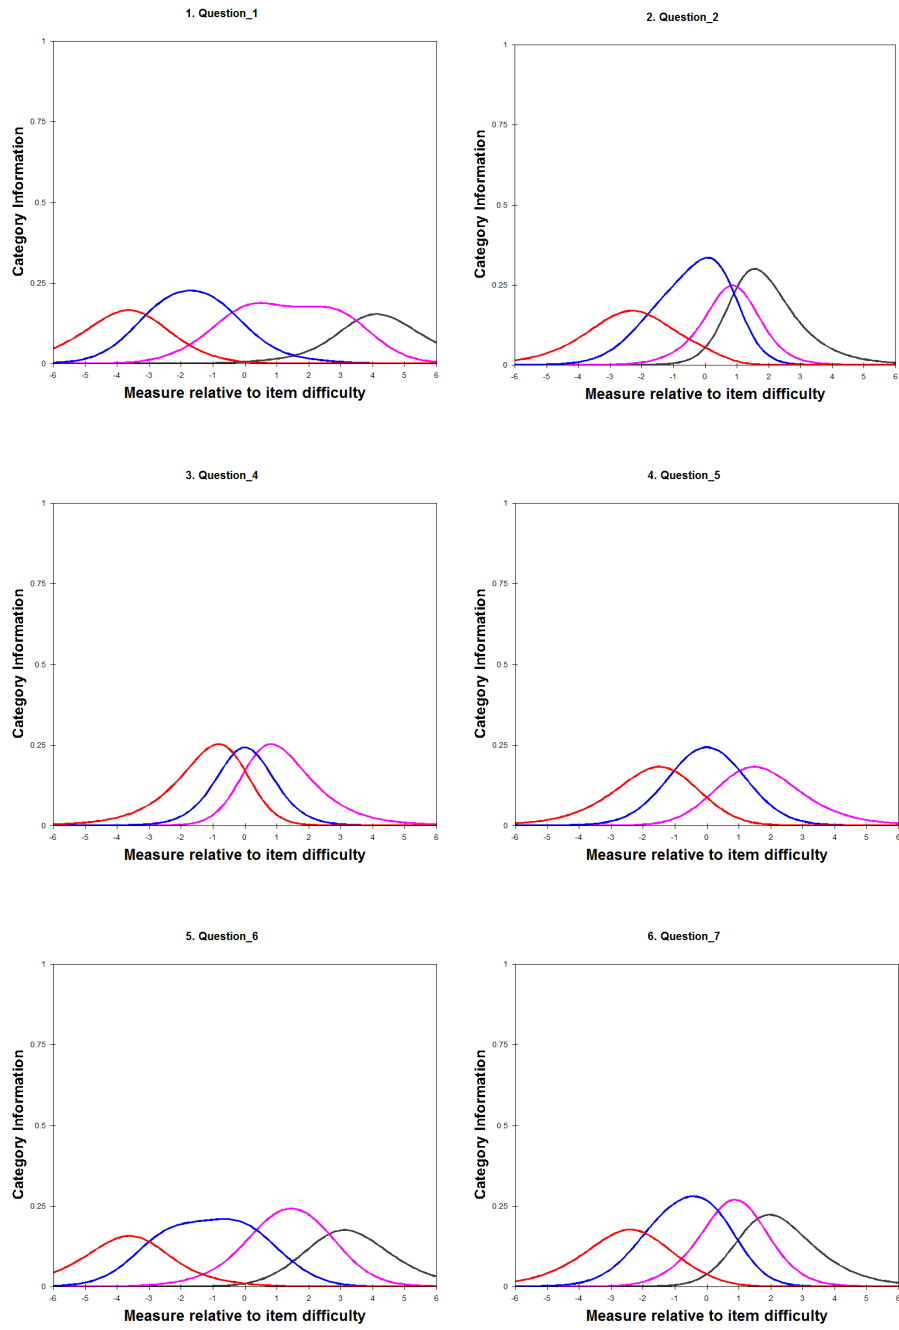 1. Question_1
1
0.75
0.5
0.25
0
Category Information
-6 -5 -4 -3 -2 -1 0 1 2 3 4 5 6
Measure relative to item difficulty
2. Question_2
1
0.75
0.5
0.25
0
Category Information
-6 -5 -4 -3 -2 -1 0 1 2 3 4 5 6
Measure relative to item difficulty
3. Question_4
1
0.75
0.5
0.25
0
Category Information
-6 -5 -4 -3 -2 -1 0 1 2 3 4 5 6
Measure relative to item difficulty
4. Question_5
1
0.75
0.5
0.25
0
Category Information
-6 -5 -4 -3 -2 -1 0 1 2 3 4 5 6
Measure relative to item difficulty
5. Question_6
1
0.75
0.5
0.25
0
Category Information
-6 -5 -4 -3 -2 -1 0 1 2 3 4 5 6
Measure relative to item difficulty
6. Question_7
1
0.75
0.5
0.25
0
Category Information
-6 -5 -4 -3 -2 -1 0 1 2 3 4 5 6
Measure relative to item difficulty